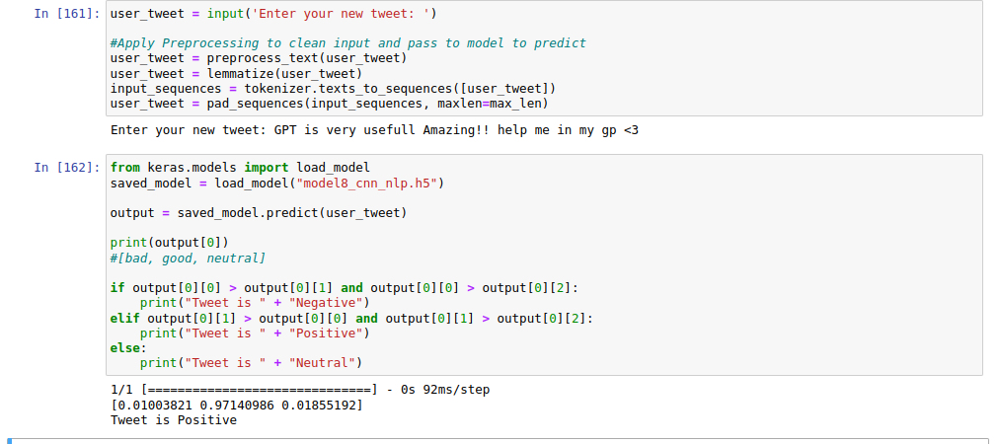 In [161]: user_tweet = input('Enter your new tweet: ')
#Apply Preprocessing to clean input and pass to model to predict
user_tweet = preprocess_text(user_tweet)
user_tweet = lemmatize(user_tweet)
input_sequences = tokenizer.texts_to_sequences([user_tweet])
user_tweet = pad_sequences(input_sequences, maxlen=max_len)
Enter your new tweet: GPT is very usefull Amazing!! help me in my gp <3
In [162]: from keras.models import load_model
saved_model = load_model("model8_cnn_nlp.h5")
output = saved_model.predict(user_tweet)
print(output[0])
#[bad, good, neutral]
if output[0][0] > output[0][1] and output[0][0] > output[0][2]:
    print("Tweet is " + "Negative")
elif output[0][1] > output[0][0] and output[0][1] > output[0][2]:
    print("Tweet is " + "Positive")
else:
    print("Tweet is " + "Neutral")
1/1 [==============================] - 0s 92ms/step
[0.01003821 0.97140986 0.01855192]
Tweet is Positive